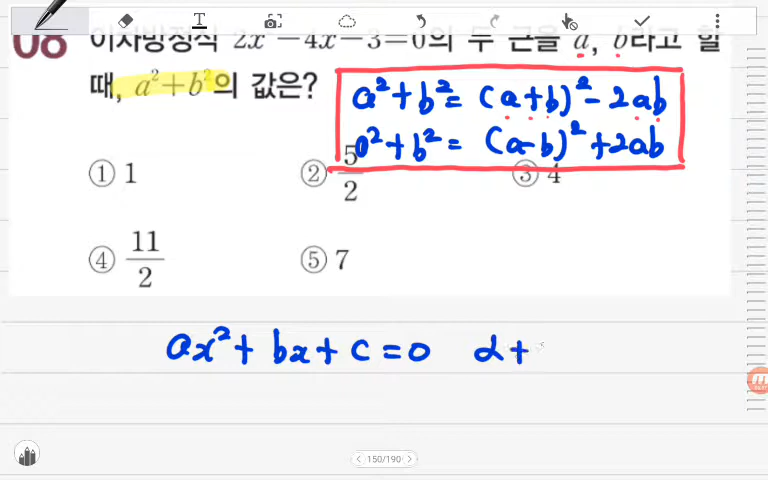 08 이차방정식 2x²-4x-3=0의 두 근을 a, b라고 할
때, a²+b²의 값은?
a²+b²= (a+b)²-2ab
a²+b²= (a-b)²+2ab
① 1
② 5/2
③ 4
④ 11/2
⑤ 7
ax²+bx+c=0 α+
150/190